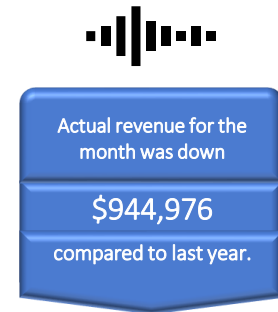 Actual revenue for the
month was down
$944,976
compared to last year.